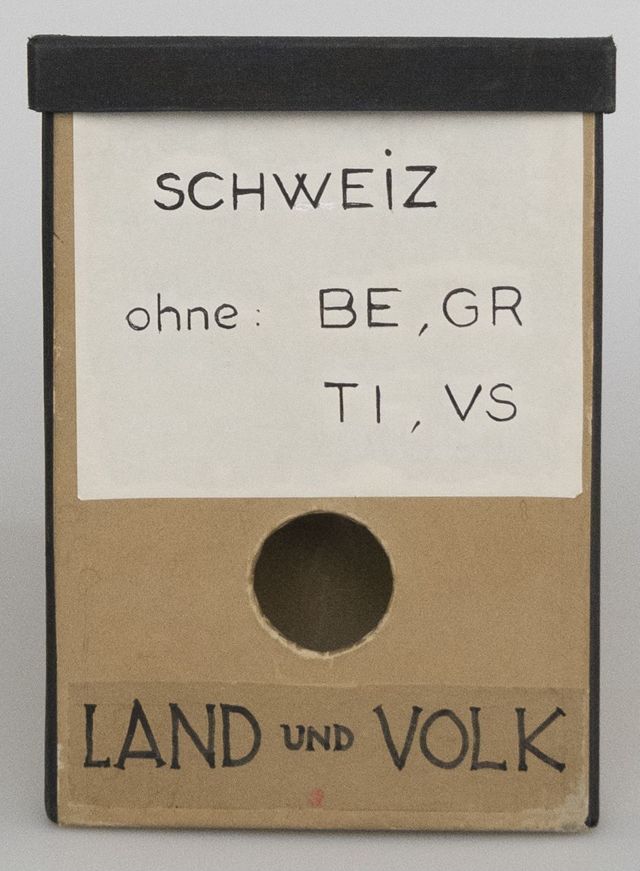 SCHWEIZ
ohne: BE, GR
TI, VS
LAND UND VOLK